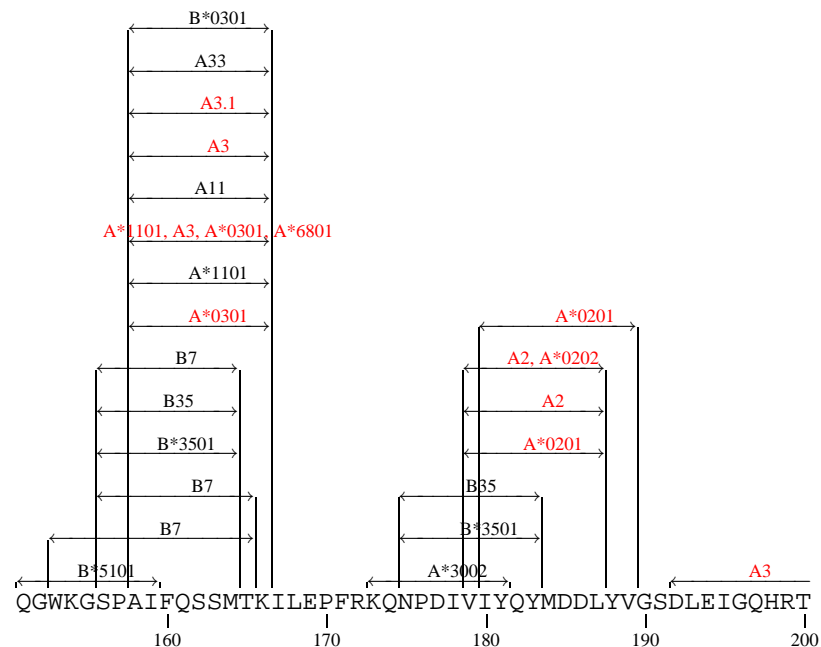 B*0301
A33
A3.1
A3
A11
A*1101, A3, A*0301, A*6801
A*1101
A*0301 A*0201
B7 A2, A*0202
B35 A2
B*3501 A*0201
B7 B35
B7 B*3501
B*5101 A*3002 A3
QGWKGSPAIFQSSMTKILEPFRKQNPDIVIYQYMDDLYVGSDLEIGQHRT
160 170 180 190 200